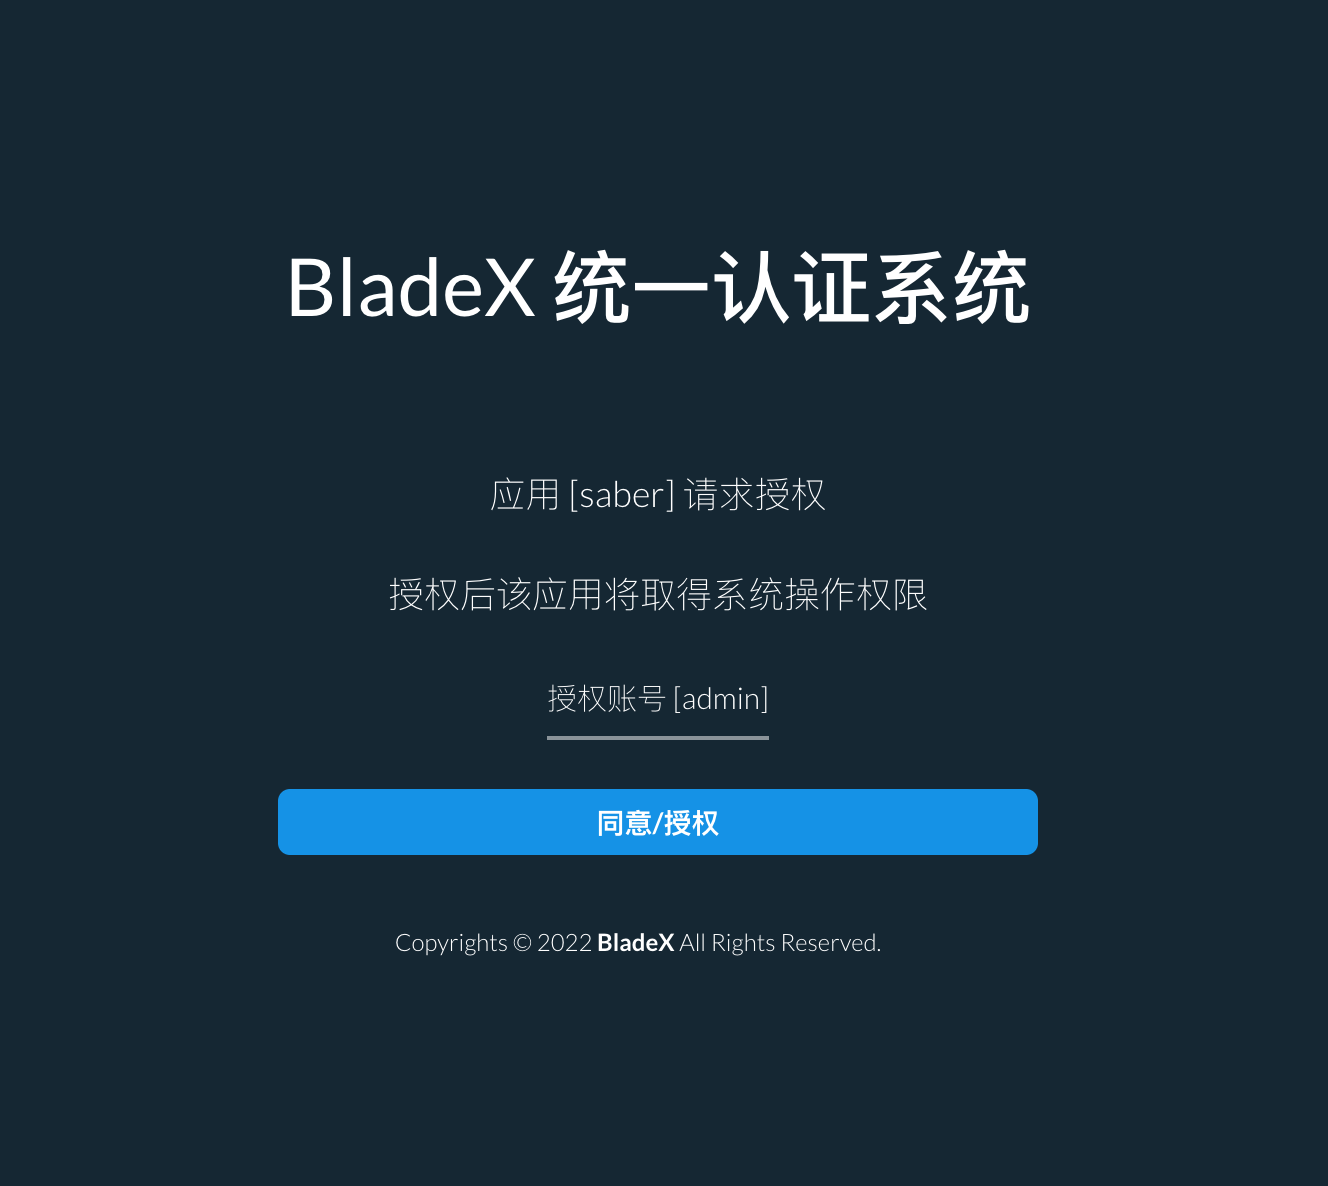 BladeX 统一认证系统
应用 [saber] 请求授权
授权后该应用将取得系统操作权限
授权账号 [admin]
同意/授权
Copyrights © 2022 BladeX All Rights Reserved.